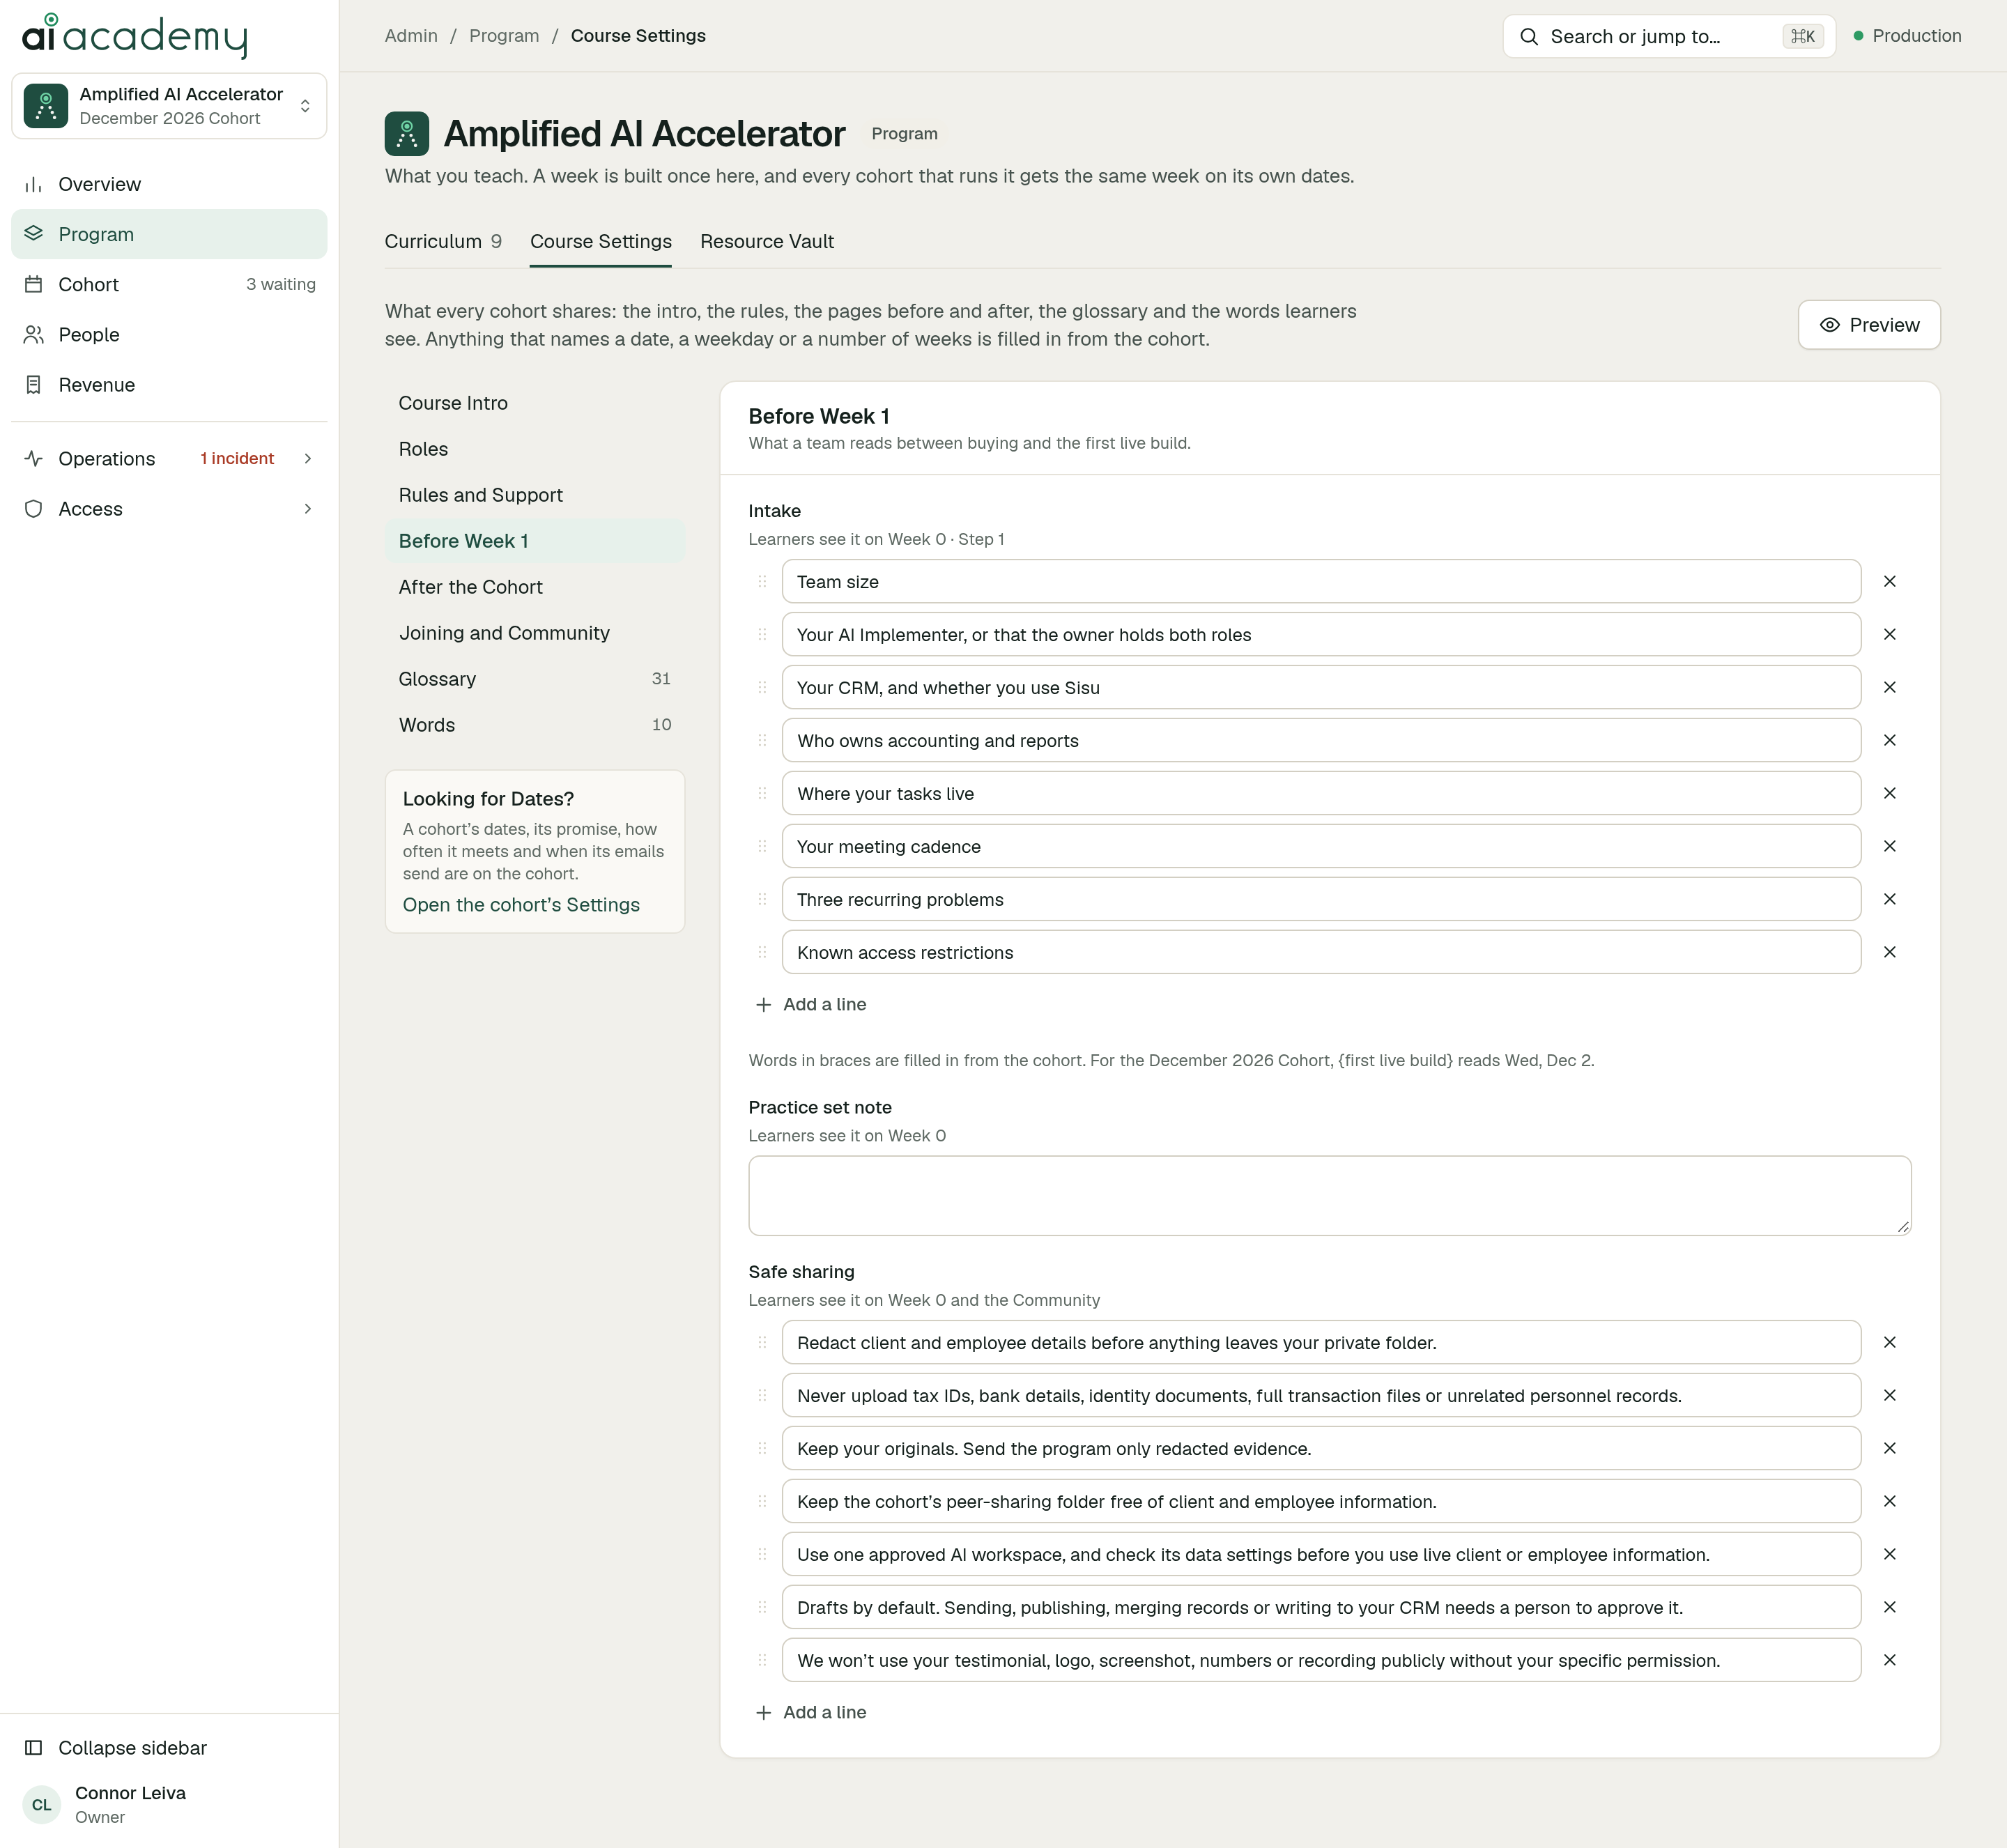 ai academy
Amplified AI Accelerator
December 2026 Cohort
Overview
Program
Cohort 3 waiting
People
Revenue
Operations 1 incident
Access
Collapse sidebar
CL
Connor Leiva
Owner
Admin / Program / Course Settings
Search or jump to... ⌘K
Production
Amplified AI Accelerator Program
What you teach. A week is built once here, and every cohort that runs it gets the same week on its own dates.
Curriculum 9 Course Settings Resource Vault
What every cohort shares: the intro, the rules, the pages before and after, the glossary and the words learners
see. Anything that names a date, a weekday or a number of weeks is filled in from the cohort.
Preview
Course Intro
Roles
Rules and Support
Before Week 1
After the Cohort
Joining and Community
Glossary 31
Words 10
Looking for Dates?
A cohort’s dates, its promise, how
often it meets and when its emails
send are on the cohort.
Open the cohort’s Settings
Before Week 1
What a team reads between buying and the first live build.
Intake
Learners see it on Week 0 · Step 1
Team size
Your AI Implementer, or that the owner holds both roles
Your CRM, and whether you use Sisu
Who owns accounting and reports
Where your tasks live
Your meeting cadence
Three recurring problems
Known access restrictions
Add a line
Words in braces are filled in from the cohort. For the December 2026 Cohort, {first live build} reads Wed, Dec 2.
Practice set note
Learners see it on Week 0
Safe sharing
Learners see it on Week 0 and the Community
Redact client and employee details before anything leaves your private folder.
Never upload tax IDs, bank details, identity documents, full transaction files or unrelated personnel records.
Keep your originals. Send the program only redacted evidence.
Keep the cohort’s peer-sharing folder free of client and employee information.
Use one approved AI workspace, and check its data settings before you use live client or employee information.
Drafts by default. Sending, publishing, merging records or writing to your CRM needs a person to approve it.
We won’t use your testimonial, logo, screenshot, numbers or recording publicly without your specific permission.
Add a line